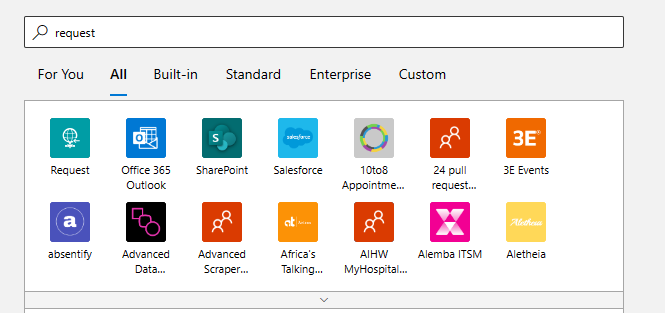 request
For You All Built-in Standard Enterprise Custom
Request Office 365 Outlook SharePoint Salesforce 10to8 Appointme... 24 pull request... 3E Events
absentify Advanced Data... Advanced Scraper... Africa's Talking... AIHW MyHospital... Alemba ITSM Aletheia
S
salesforce
3E
a
at
Aletheia